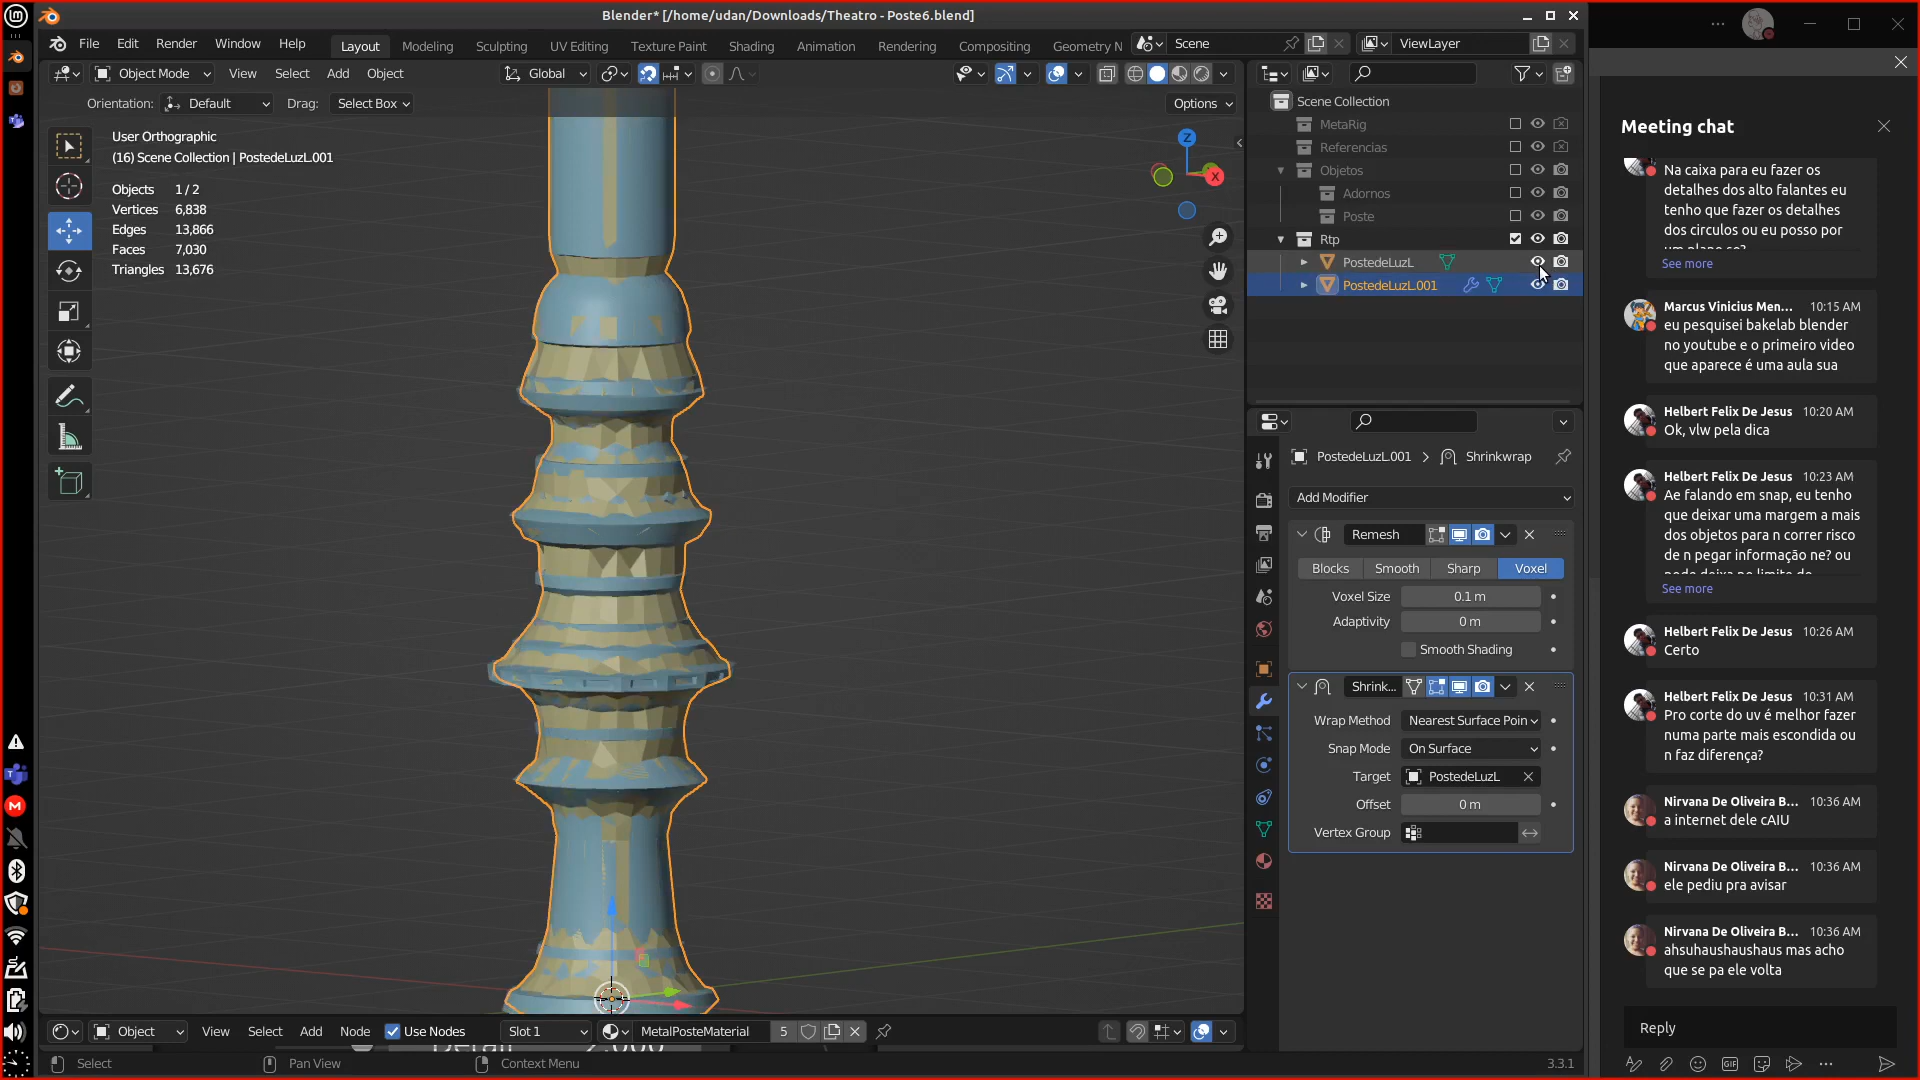 Blender* [/home/udan/Downloads/Theatro - Poste6.blend]
File Edit Render Window Help Layout Modeling Sculpting UV Editing Texture Paint Shading Animation Rendering Compositing Geometry N Scene ViewLayer
Object Mode View Select Add Object Global
Orientation: Default Drag: Select Box Options
User Orthographic
(16) Scene Collection | PostedeLuzL.001
Objects 1 / 2
Vertices 6,838
Edges 13,866
Faces 7,030
Triangles 13,676
Z
X
Scene Collection
MetaRig
Referencias
Objetos
Adornos
Poste
Rtp
PostedeLuzL
PostedeLuzL.001
PostedeLuzL.001 > Shrinkwrap
Add Modifier
Remesh
Blocks Smooth Sharp Voxel
Voxel Size 0.1 m
Adaptivity 0 m
Smooth Shading
Shrink...
Wrap Method Nearest Surface Poin
Snap Mode On Surface
Target PostedeLuzL
Offset 0 m
Vertex Group
Object View Select Add Node Use Nodes Slot 1 MetalPosteMaterial 5
Select Pan View Context Menu 3.3.1
Meeting chat
Na caixa para eu fazer os
detalhes dos alto falantes eu
tenho que fazer os detalhes
dos circulos ou eu posso por
See more
Marcus Vinicius Men... 10:15 AM
eu pesquisei bakelab blender
no youtube e o primeiro video
que aparece é uma aula sua
Helbert Felix De Jesus 10:20 AM
Ok, vlw pela dica
Helbert Felix De Jesus 10:23 AM
Ae falando em snap, eu tenho
que deixar uma margem a mais
dos objetos para n correr risco
de n pegar informação ne? ou
See more
Helbert Felix De Jesus 10:26 AM
Certo
Helbert Felix De Jesus 10:31 AM
Pro corte do uv é melhor fazer
numa parte mais escondida ou
n faz diferença?
Nirvana De Oliveira B... 10:36 AM
a internet dele cAIU
Nirvana De Oliveira B... 10:36 AM
ele pediu pra avisar
Nirvana De Oliveira B... 10:36 AM
ahsuhaushaushaus mas acho
que se pa ele volta
Reply
GIF